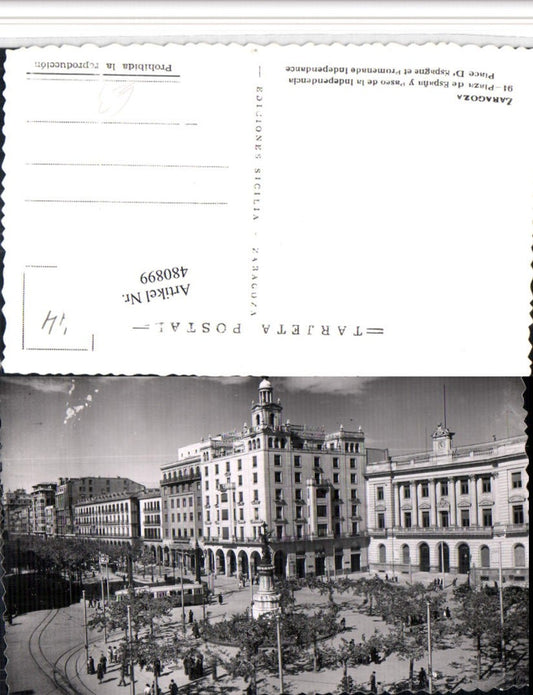 ZARAGOZA
91 - Plaza de España y Paseo de la Independencia
Place D' Espagne et Promenade Independance
Prohibida la reproducción
EDICIONES SICILIA - ZARAGOZA
TARJETA POSTAL
Artikel Nr.
480899
14